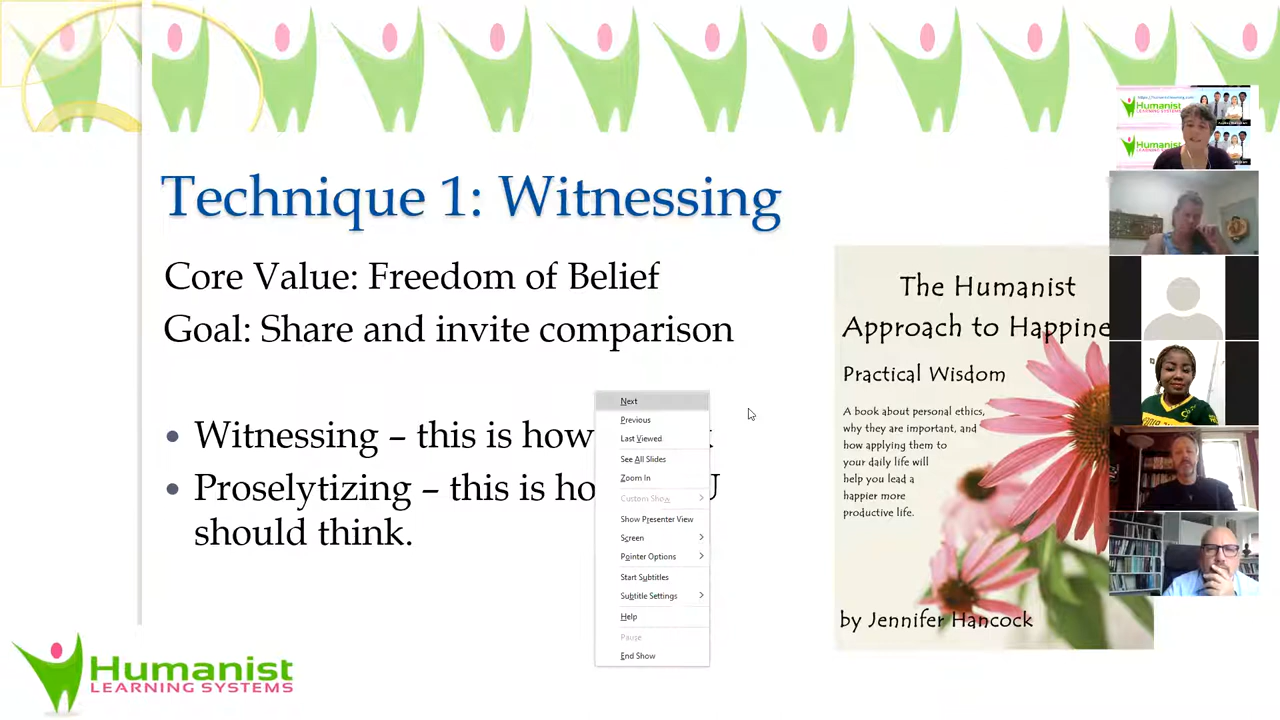 Technique 1: Witnessing
Core Value: Freedom of Belief
Goal: Share and invite comparison
• Witnessing – this is how
• Proselytizing – this is ho U
should think.
Next
Previous
Last Viewed
See All Slides
Zoom In
Custom Show
Show Presenter View
Screen
Pointer Options
Start Subtitles
Subtitle Settings
Help
Pause
End Show
The Humanist
Approach to Happine
Practical Wisdom
A book about personal ethics,
why they are important, and
how applying them to
your daily life will
help you lead a
happier more
productive life.
by Jennifer Hancock
Humanist
LEARNING SYSTEMS
Humanist
LEARNING SYSTEMS
Humanist